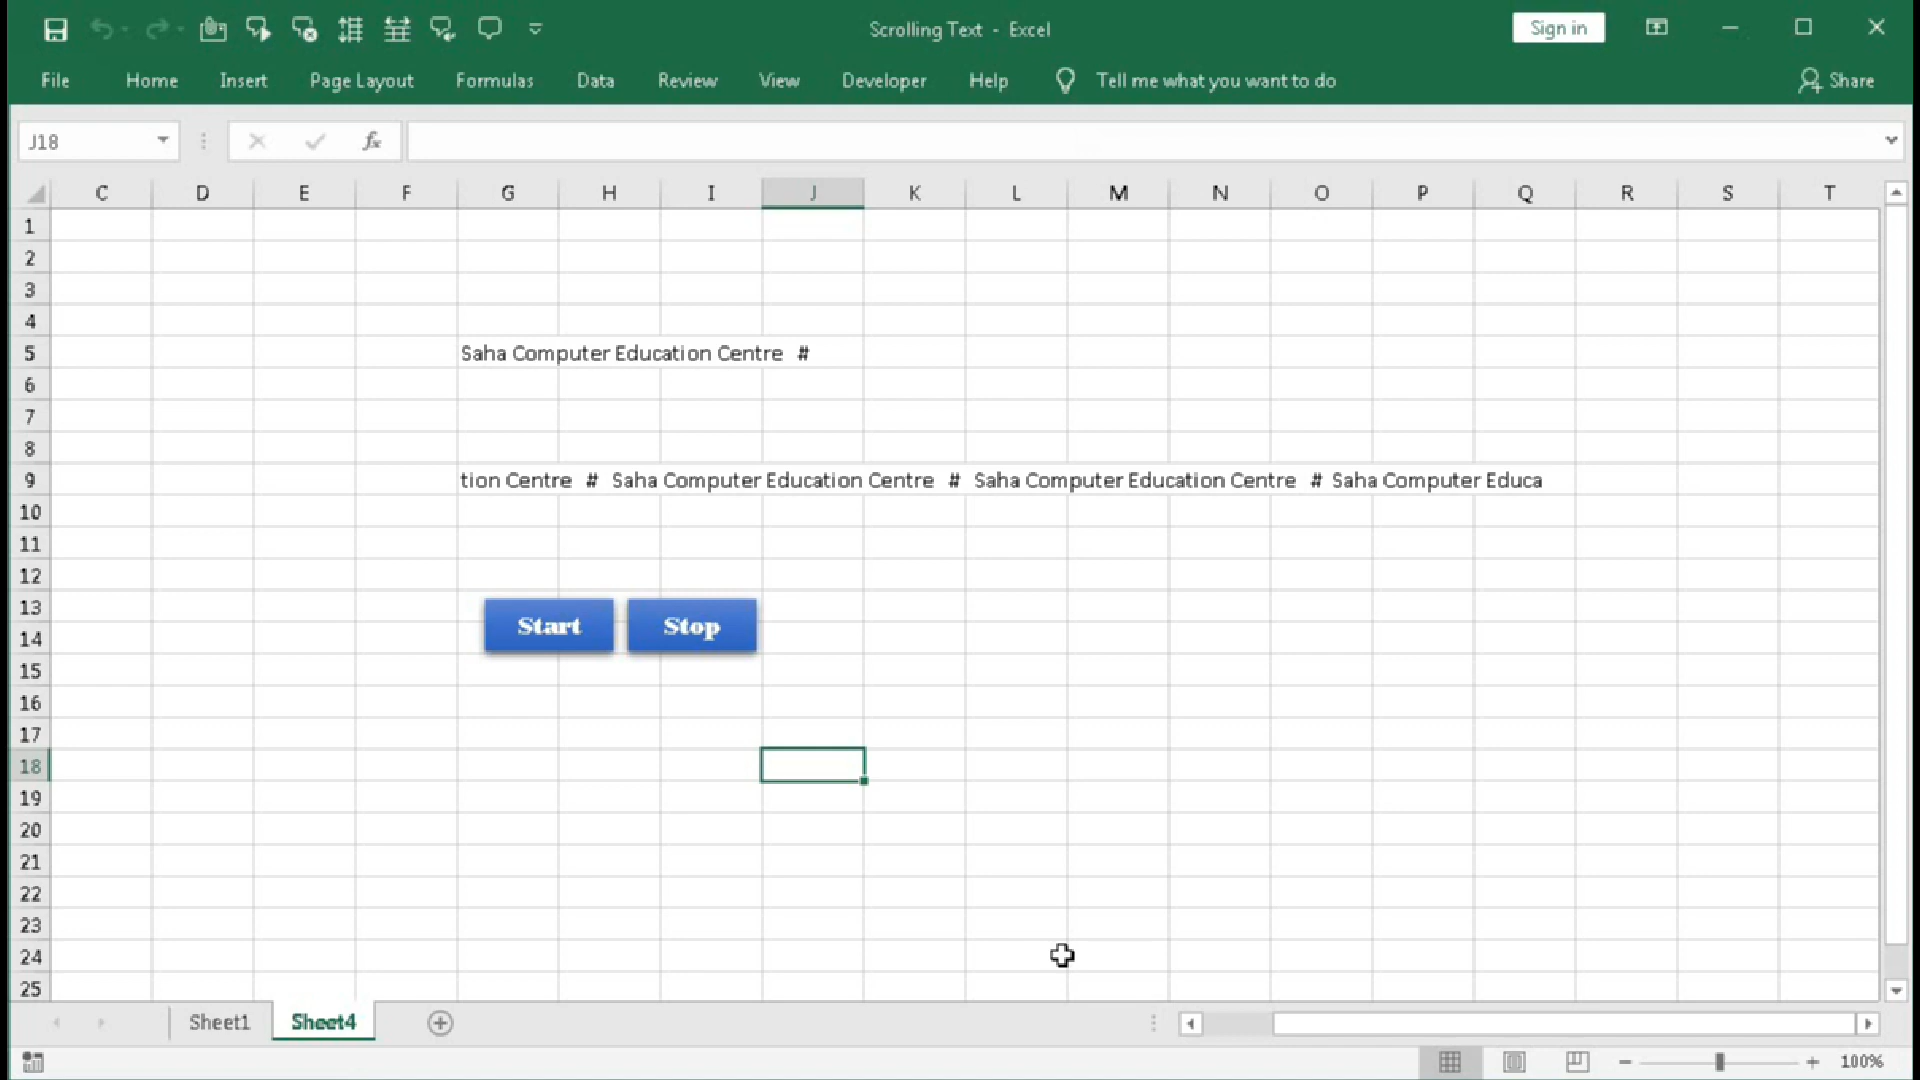 Scrolling Text - Excel
Sign in
File Home Insert Page Layout Formulas Data Review View Developer Help Tell me what you want to do Share
J18 fx
C D E F G H I J K L M N O P Q R S T
1
2
3
4
5 Saha Computer Education Centre #
6
7
8
9 tion Centre # Saha Computer Education Centre # Saha Computer Education Centre # Saha Computer Educa
10
11
12
13
Start Stop
14
15
16
17
18
19
20
21
22
23
24
25
Sheet1 Sheet4
100%